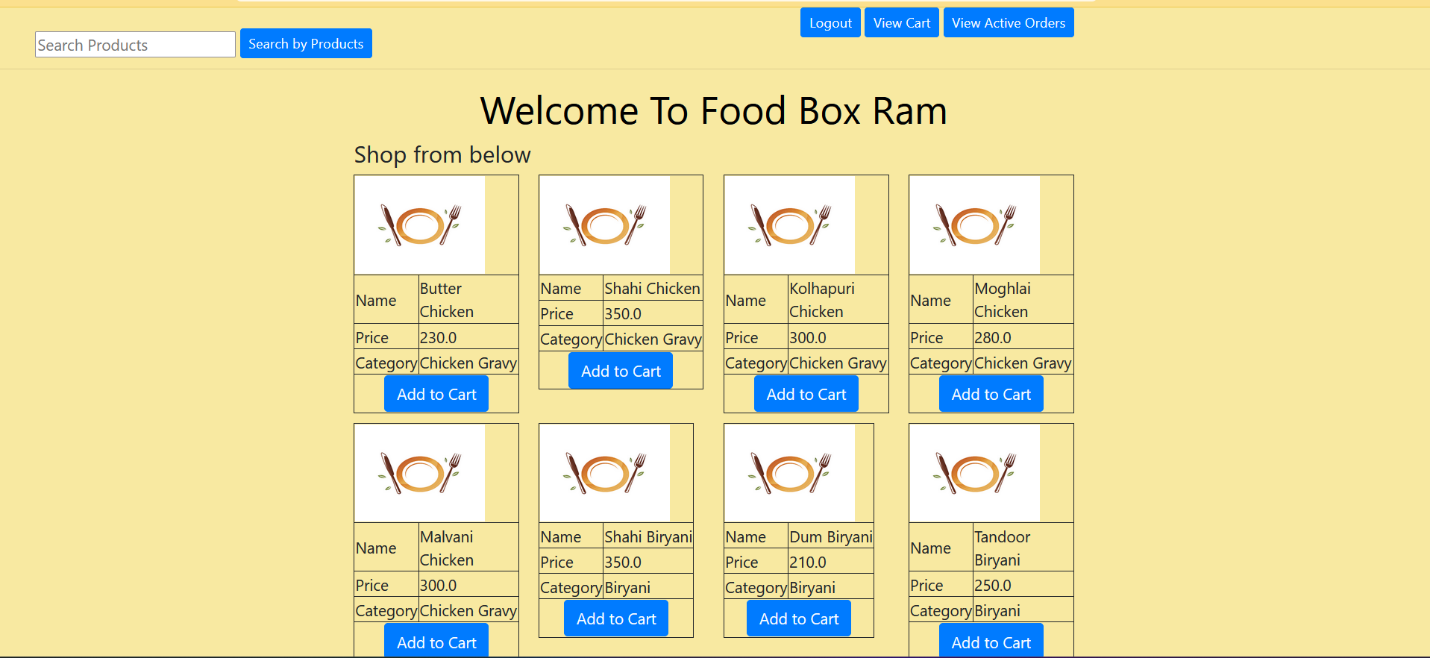 Logout View Cart View Active Orders
Search Products Search by Products
Welcome To Food Box Ram
Shop from below
Name Butter Chicken
Price 230.0
Category Chicken Gravy
Add to Cart
Name Shahi Chicken
Price 350.0
Category Chicken Gravy
Add to Cart
Name Kolhapuri Chicken
Price 300.0
Category Chicken Gravy
Add to Cart
Name Moghlai Chicken
Price 280.0
Category Chicken Gravy
Add to Cart
Name Malvani Chicken
Price 300.0
Category Chicken Gravy
Add to Cart
Name Shahi Biryani
Price 350.0
Category Biryani
Add to Cart
Name Dum Biryani
Price 210.0
Category Biryani
Add to Cart
Name Tandoor Biryani
Price 250.0
Category Biryani
Add to Cart